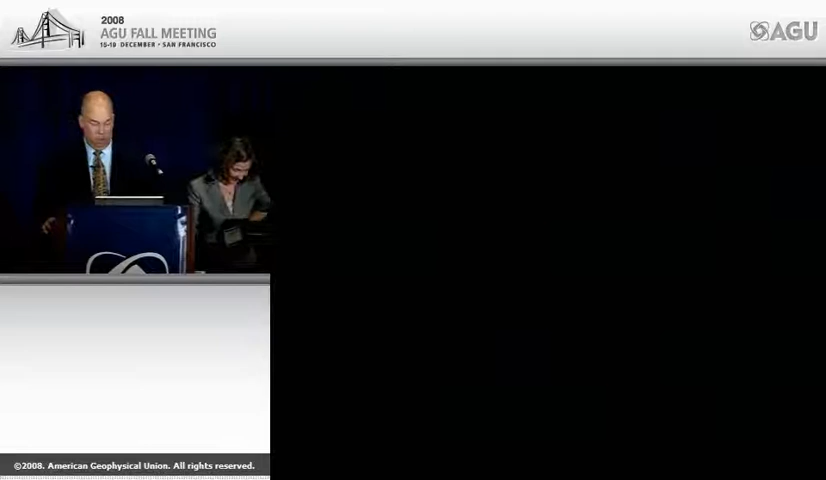 2008
AGU FALL MEETING
15-19 DECEMBER • SAN FRANCISCO
AGU
©2008. American Geophysical Union. All rights reserved.